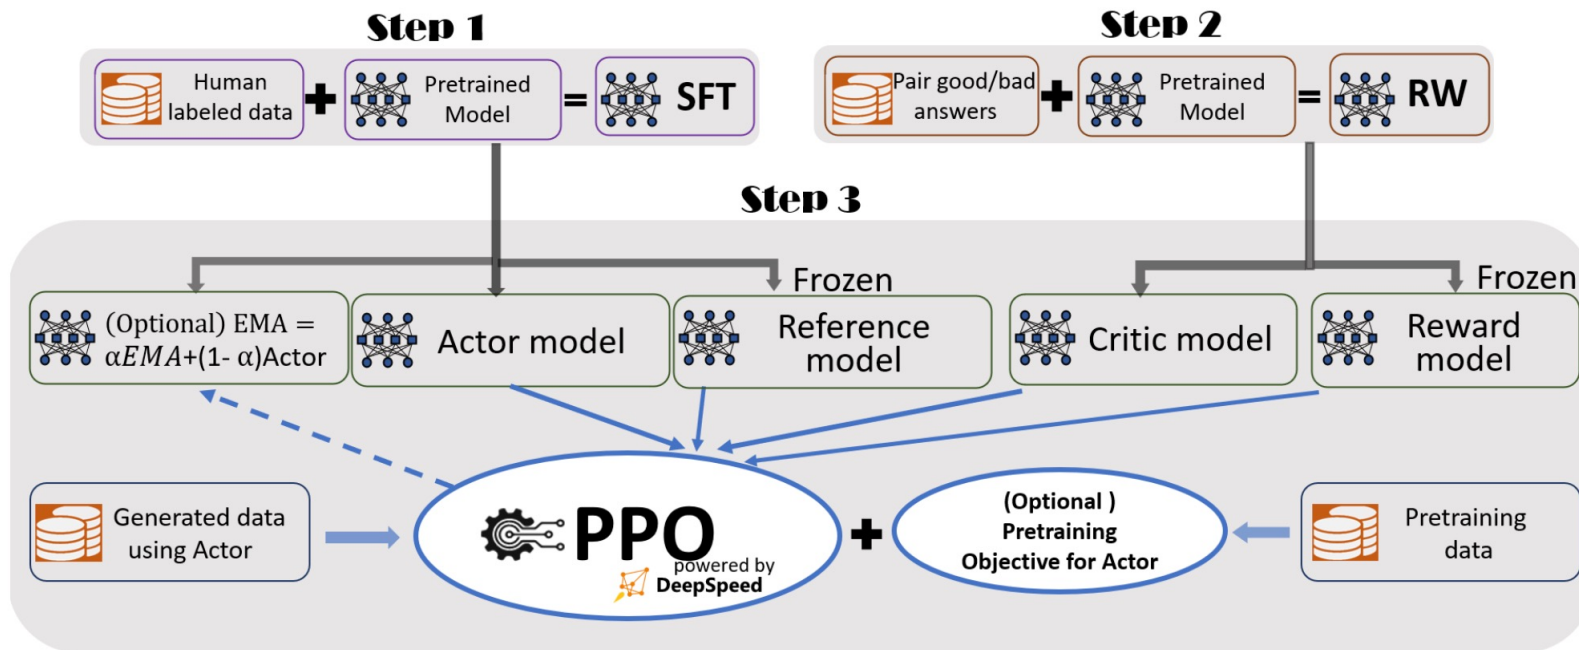 Step 1
Step 2
Human
labeled data
+
Pretrained
Model
=
SFT
Pair good/bad
answers
+
Pretrained
Model
=
RW
Step 3
Frozen
Frozen
(Optional) EMA =
αEMA+(1- α)Actor
Actor model
Reference
model
Critic model
Reward
model
Generated data
using Actor
PPO
powered by
DeepSpeed
+
(Optional )
Pretraining
Objective for Actor
Pretraining
data